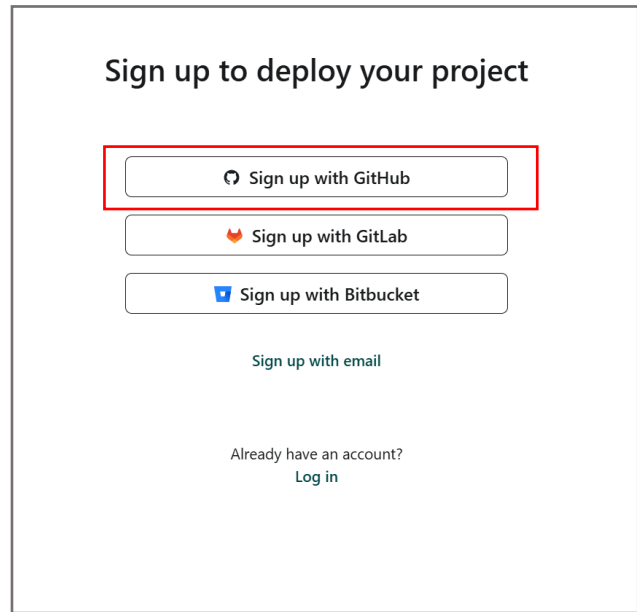 Sign up to deploy your project
Sign up with GitHub
Sign up with GitLab
Sign up with Bitbucket
Sign up with email
Already have an account?
Log in